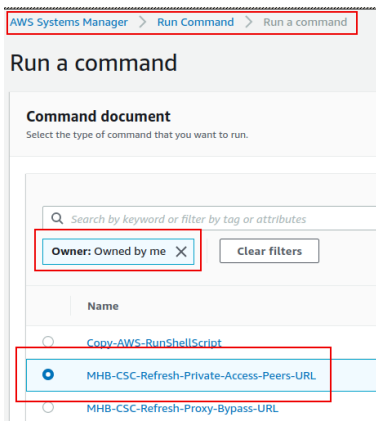 AWS Systems Manager > Run Command > Run a command
Run a command
Command document
Select the type of command that you want to run.
Search by keyword or filter by tag or attributes
Owner: Owned by me X
Clear filters
Name
Copy-AWS-RunShellScript
MHB-CSC-Refresh-Private-Access-Peers-URL
MHB-CSC-Refresh-Proxy-Bypass-URL